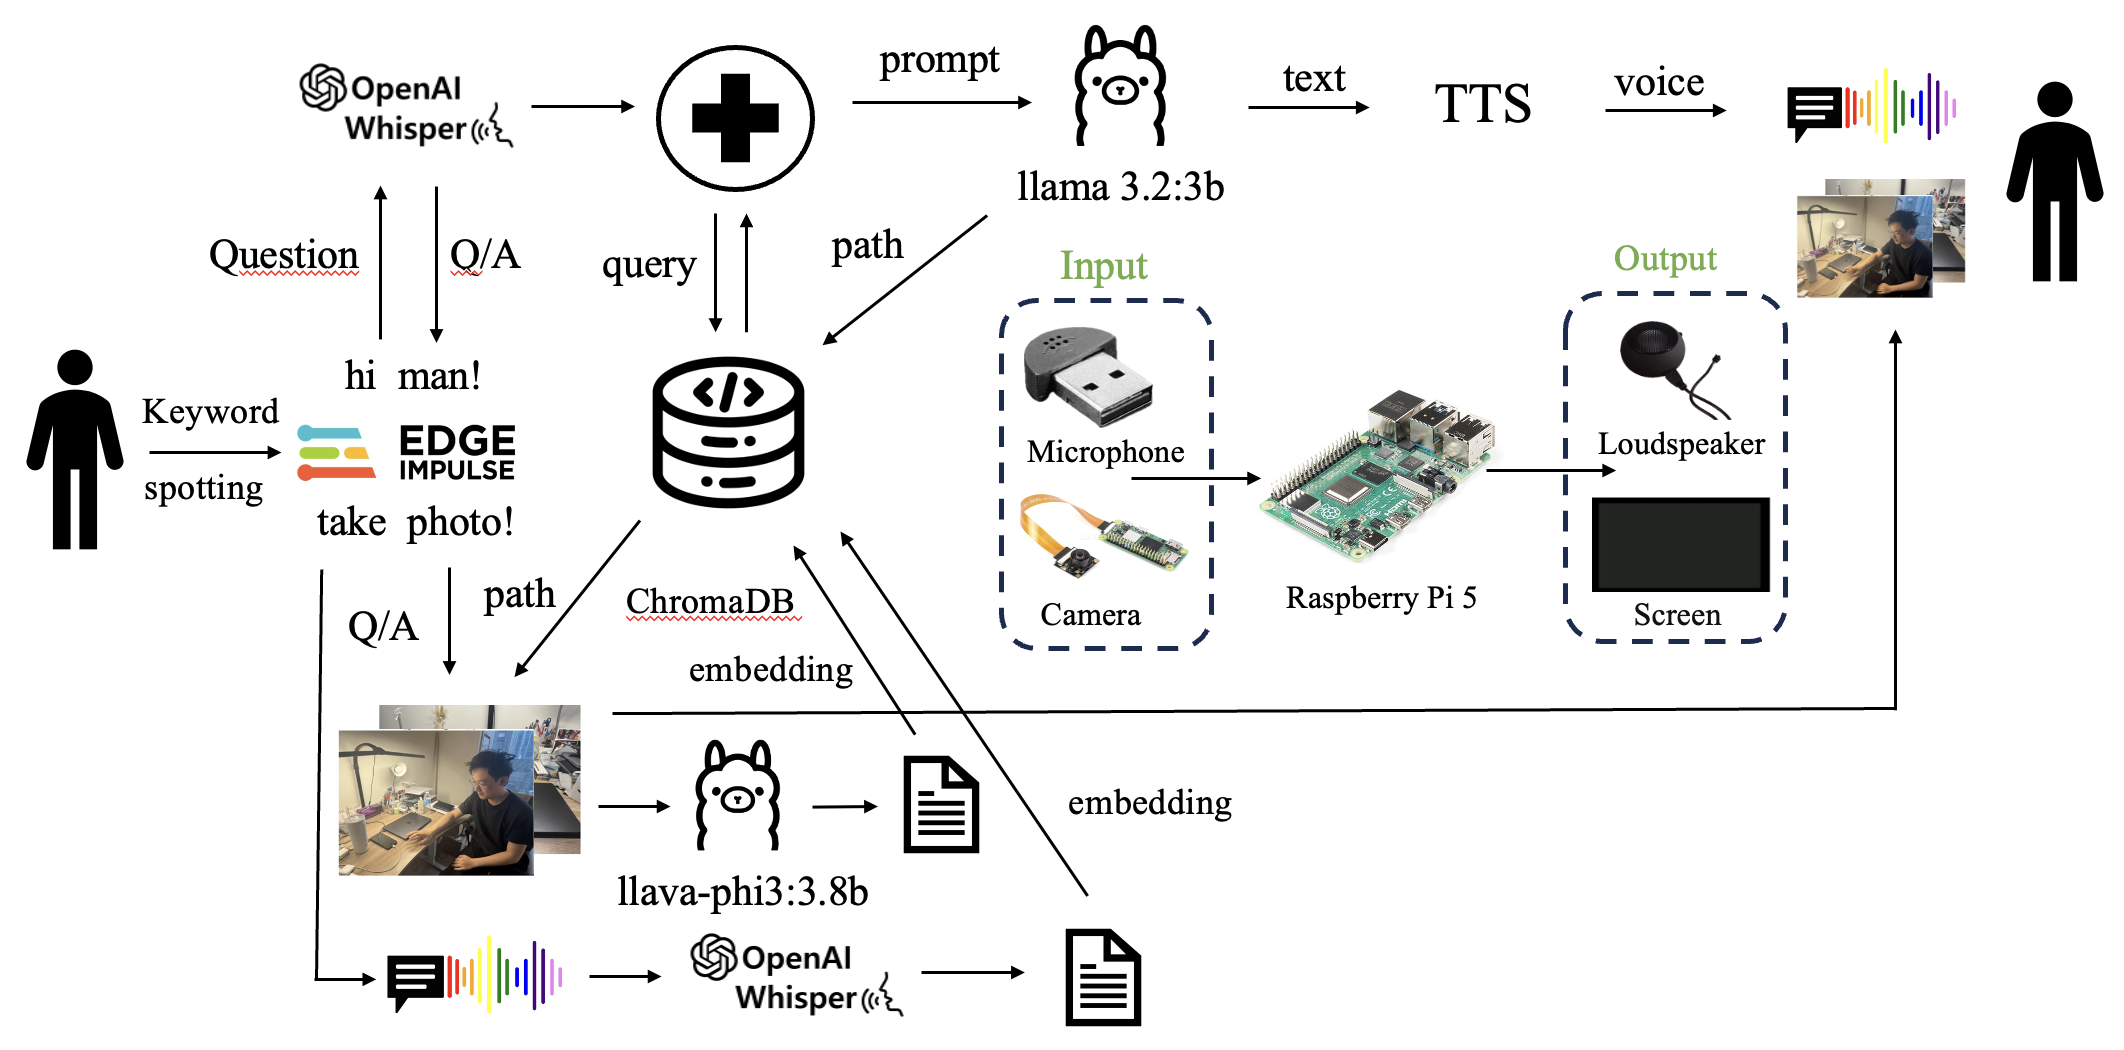 OpenAI
Whisper
prompt
llama 3.2:3b
text
TTS
voice
Question
Q/A
query
path
Input
Output
hi man!
Keyword
spotting
EDGE
IMPULSE
take photo!
Microphone
Camera
Raspberry Pi 5
Loudspeaker
Screen
Q/A
path
ChromaDB
embedding
embedding
llava-phi3:3.8b
OpenAI
Whisper